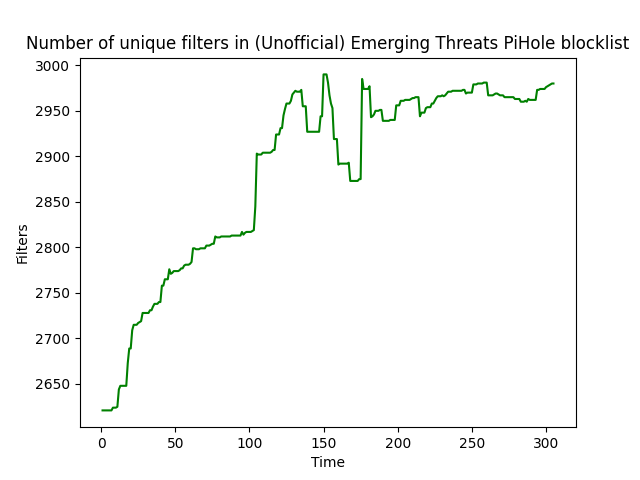 Number of unique filters in (Unofficial) Emerging Threats PiHole blocklist
3000
2950
2900
2850
2800
2750
2700
2650
Filters
0 50 100 150 200 250 300
Time